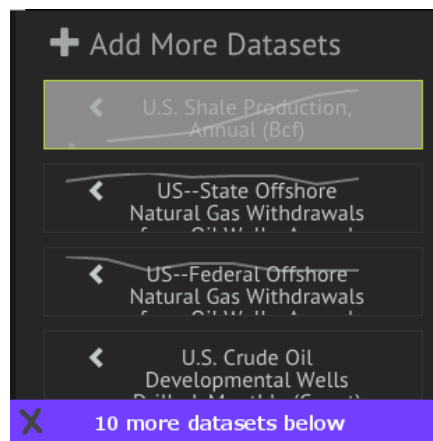 Add More Datasets
U.S. Shale Production,
Annual (Bcf)
US--State Offshore
Natural Gas Withdrawals
US--Federal Offshore
Natural Gas Withdrawals
U.S. Crude Oil
Developmental Wells
10 more datasets below